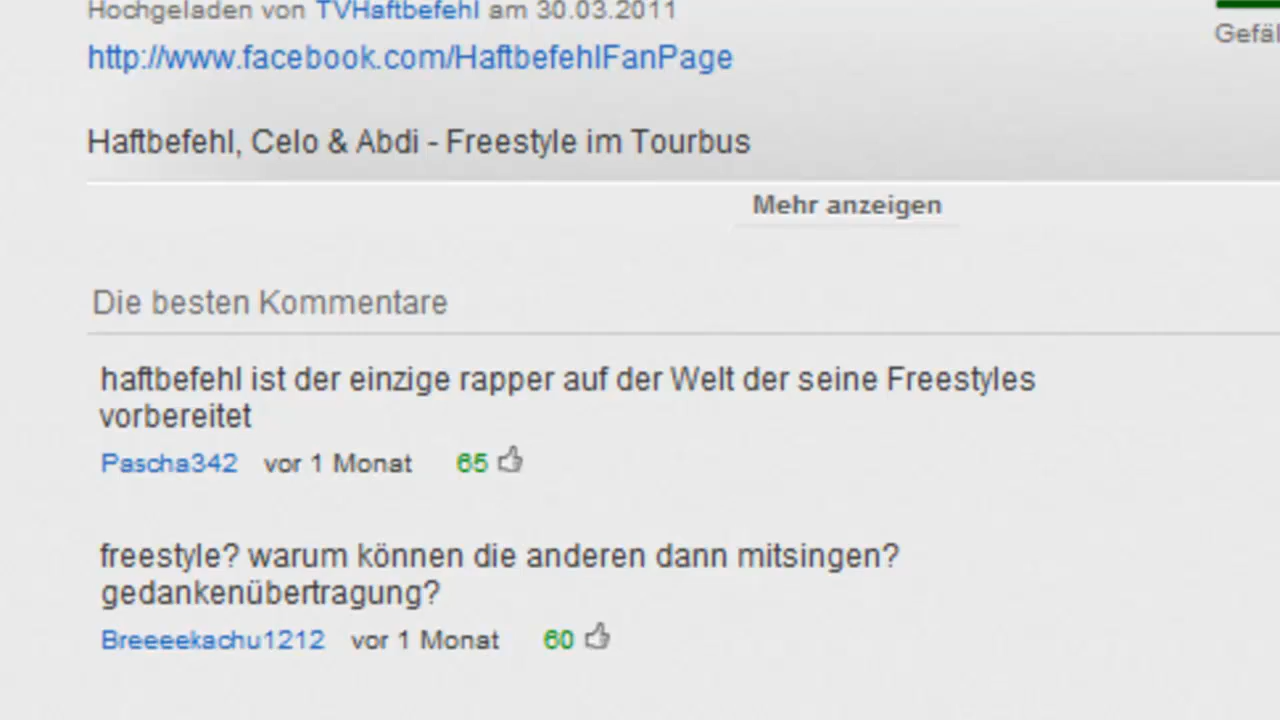 Hochgeladen von TVHaftbefehl am 30.03.2011
Gefäl
http://www.facebook.com/HaftbefehlFanPage
Haftbefehl, Celo & Abdi - Freestyle im Tourbus
Mehr anzeigen
Die besten Kommentare
haftbefehl ist der einzige rapper auf der Welt der seine Freestyles
vorbereitet
Pascha342 vor 1 Monat 65
freestyle? warum können die anderen dann mitsingen?
gedankenübertragung?
Breeeekachu1212 vor 1 Monat 60